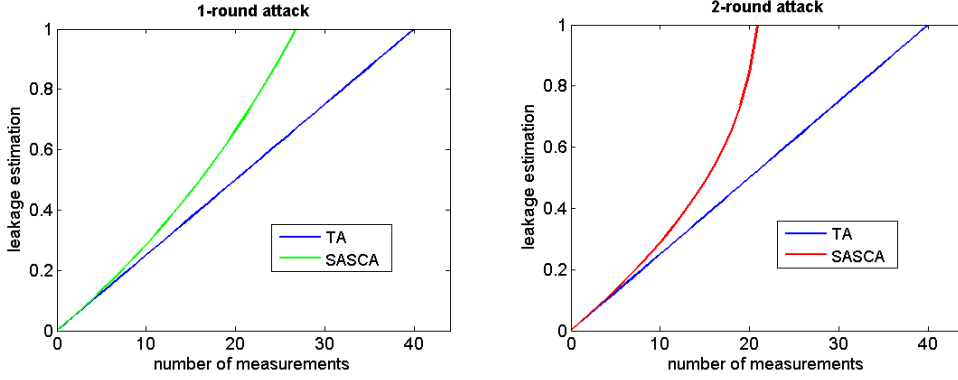 1-round attack
1
0.8
0.6
0.4
0.2
0
leakage estimation
TA
SASCA
0 10 20 30 40
number of measurements
2-round attack
1
0.8
0.6
0.4
0.2
0
leakage estimation
TA
SASCA
0 10 20 30 40
number of measurements